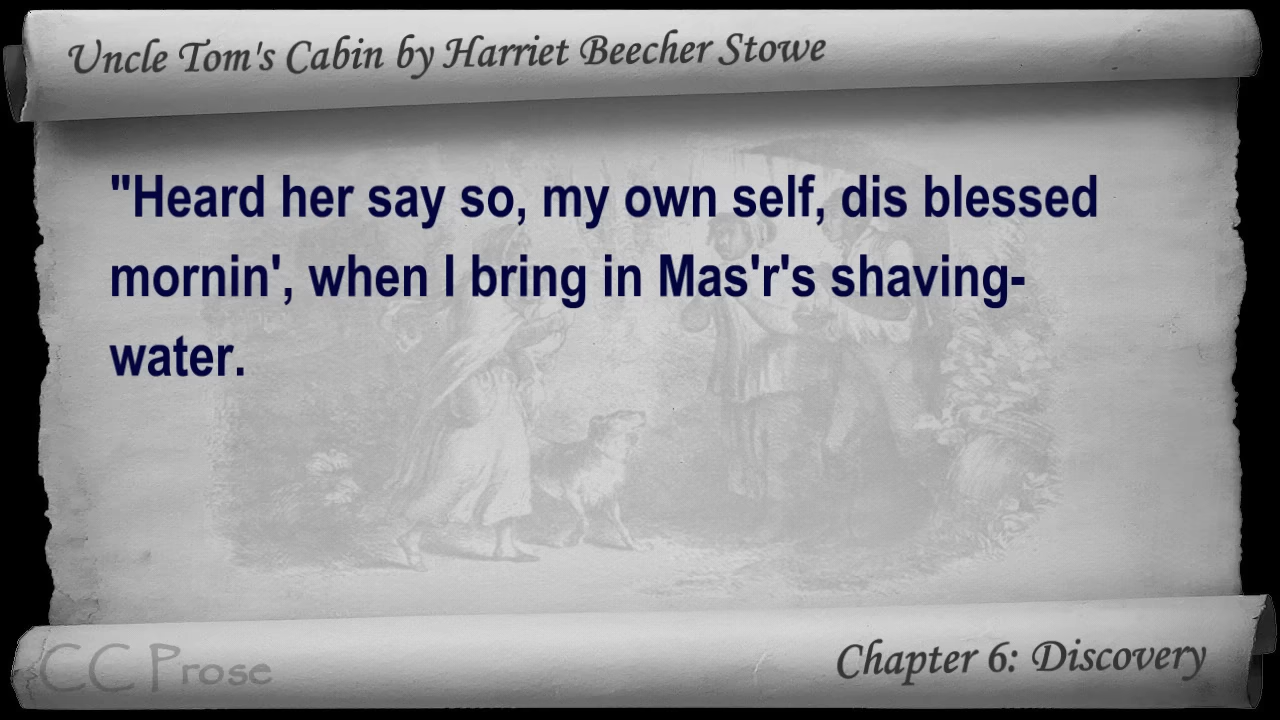 Uncle Tom's Cabin by Harriet Beecher Stowe
"Heard her say so, my own self, dis blessed
mornin', when I bring in Mas'r's shaving-
water.
CC Prose
Chapter 6: Discovery